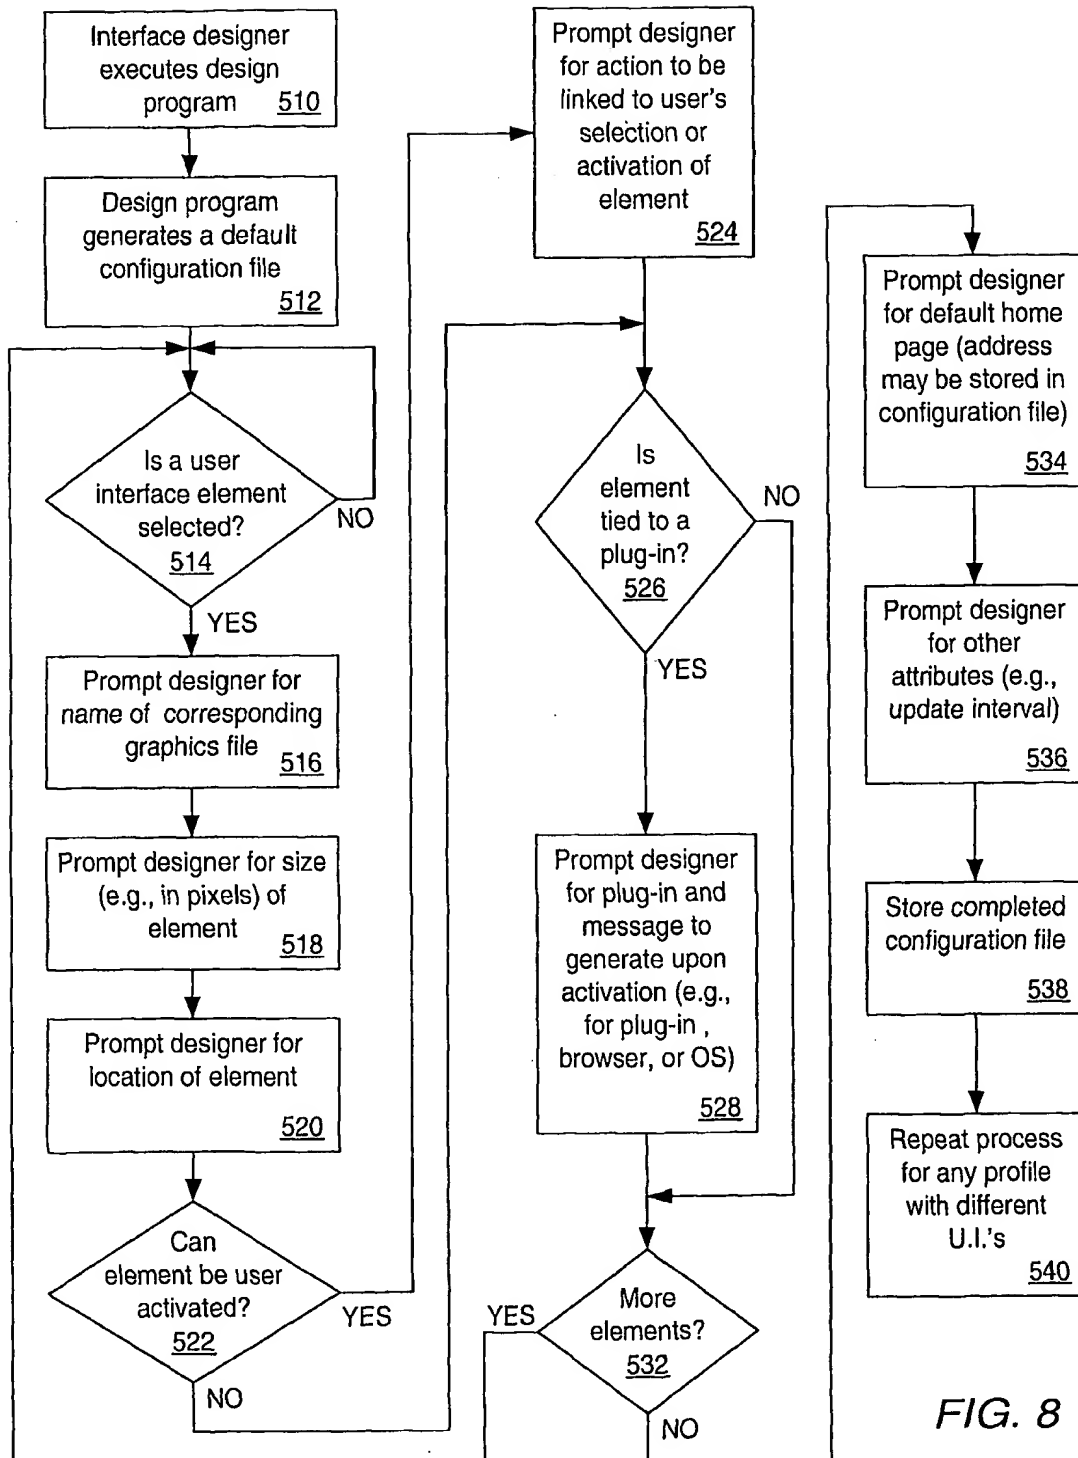 Interface designer
executes design
program 510
Design program
generates a default
configuration file
512
Is a user
interface element
selected?
514
NO
YES
Prompt designer for
name of corresponding
graphics file
516
Prompt designer for size
(e.g., in pixels) of
element
518
Prompt designer for
location of element
520
Can
element be user
activated?
522
YES
NO
Prompt designer
for action to be
linked to user's
selection or
activation of
element
524
Is
element
tied to a
plug-in?
526
NO
YES
Prompt designer
for plug-in and
message to
generate upon
activation (e.g.,
for plug-in ,
browser, or OS)
528
More
elements?
532
YES
NO
Prompt designer
for default home
page (address
may be stored in
configuration file)
534
Prompt designer
for other
attributes (e.g.,
update interval)
536
Store completed
configuration file
538
Repeat process
for any profile
with different
U.I.'s
540
FIG. 8